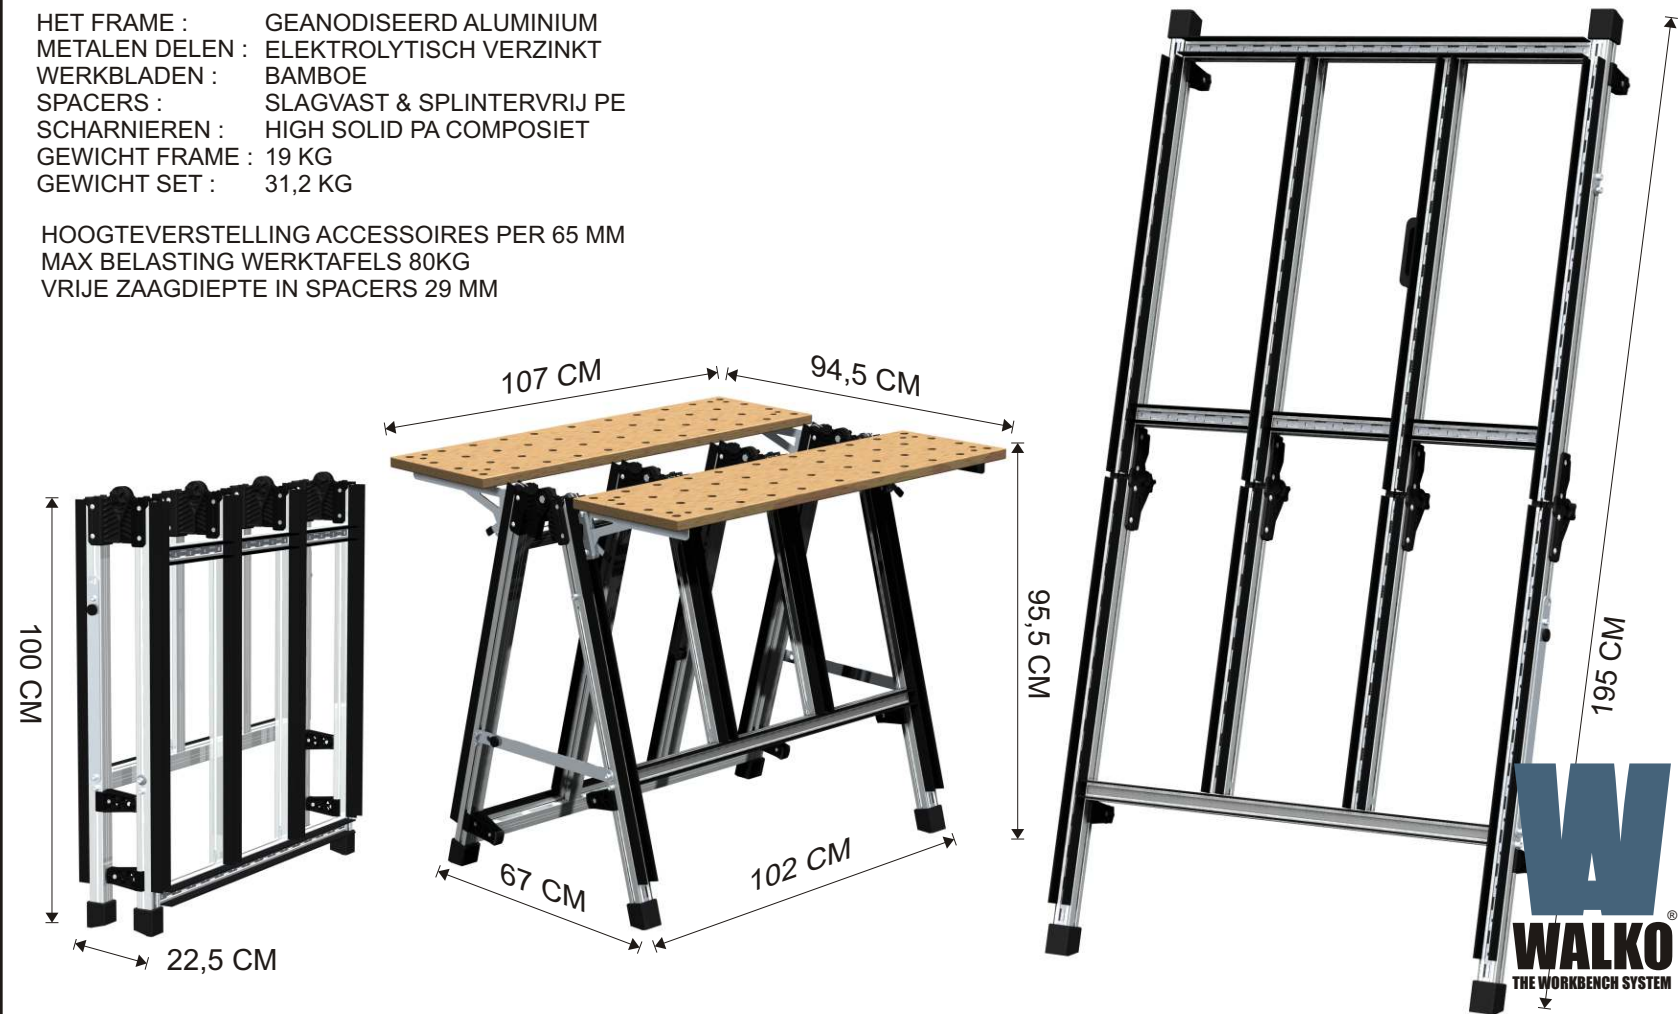 HET FRAME : GEANODISEERD ALUMINIUM
METALEN DELEN : ELEKTROLYTISCH VERZINKT
WERKBLADEN : BAMBOE
SPACERS : SLAGVAST & SPLINTERVRIJ PE
SCHARNIEREN : HIGH SOLID PA COMPOSIET
GEWICHT FRAME : 19 KG
GEWICHT SET : 31,2 KG
HOOGTEVERSTELLING ACCESSOIRES PER 65 MM
MAX BELASTING WERKTAFELS 80KG
VRIJE ZAAGDIEPTE IN SPACERS 29 MM
100 CM
22,5 CM
107 CM
94,5 CM
95,5 CM
67 CM
102 CM
195 CM
W
®
WALKO
THE WORKBENCH SYSTEM